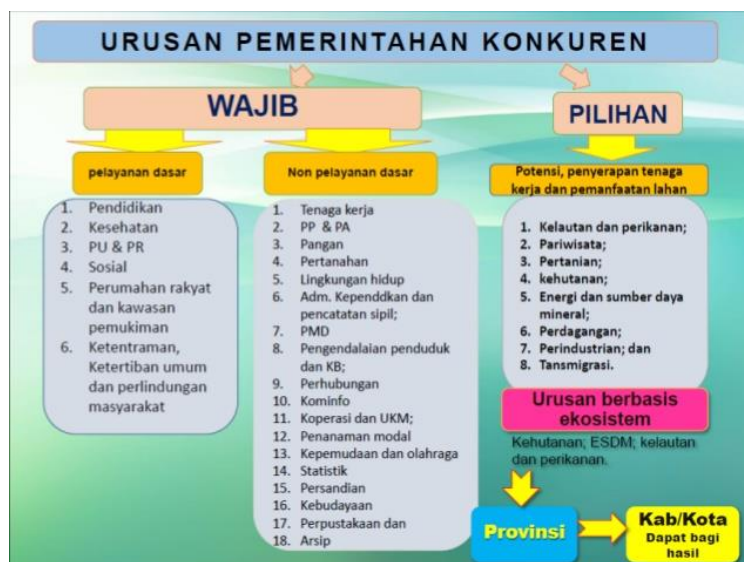 URUSAN PEMERINTAHAN KONKUREN
WAJIB
pelayanan dasar
1. Pendidikan
2. Kesehatan
3. PU & PR
4. Sosial
5. Perumahan rakyat
dan kawasan
pemukiman
6. Ketentraman,
Ketertiban umum
dan perlindungan
masyarakat
Non pelayanan dasar
1. Tenaga kerja
2. PP & PA
3. Pangan
4. Pertanahan
5. Lingkungan hidup
6. Adm. Kependdkan dan
pencatatan sipil;
7. PMD
8. Pengendalaian penduduk
dan KB;
9. Perhubungan
10. Kominfo
11. Koperasi dan UKM;
12. Penanaman modal
13. Kepemudaan dan olahraga
14. Statistik
15. Persandian
16. Kebudayaan
17. Perpustakaan dan
18. Arsip
PILIHAN
Potensi, penyerapan tenaga
kerja dan pemanfaatan lahan
1. Kelautan dan perikanan;
2. Pariwisata;
3. Pertanian;
4. kehutanan;
5. Energi dan sumber daya
mineral;
6. Perdagangan;
7. Perindustrian; dan
8. Tansmigrasi.
Urusan berbasis
ekosistem
Kehutanan; ESDM; kelautan
dan perikanan.
Provinsi
Kab/Kota
Dapat bagi
hasil